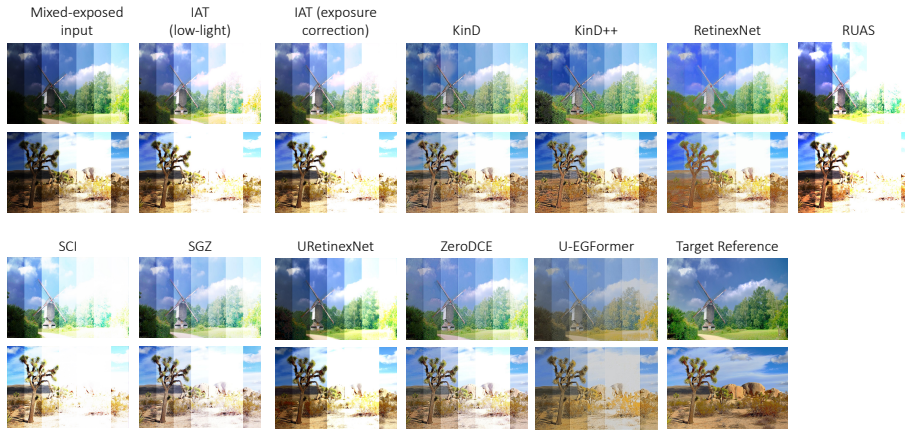 Mixed-exposed
input
IAT
(low-light)
IAT (exposure
correction)
KinD
KinD++
RetinexNet
RUAS
SCI
SGZ
URetinexNet
ZeroDCE
U-EGFormer
Target Reference